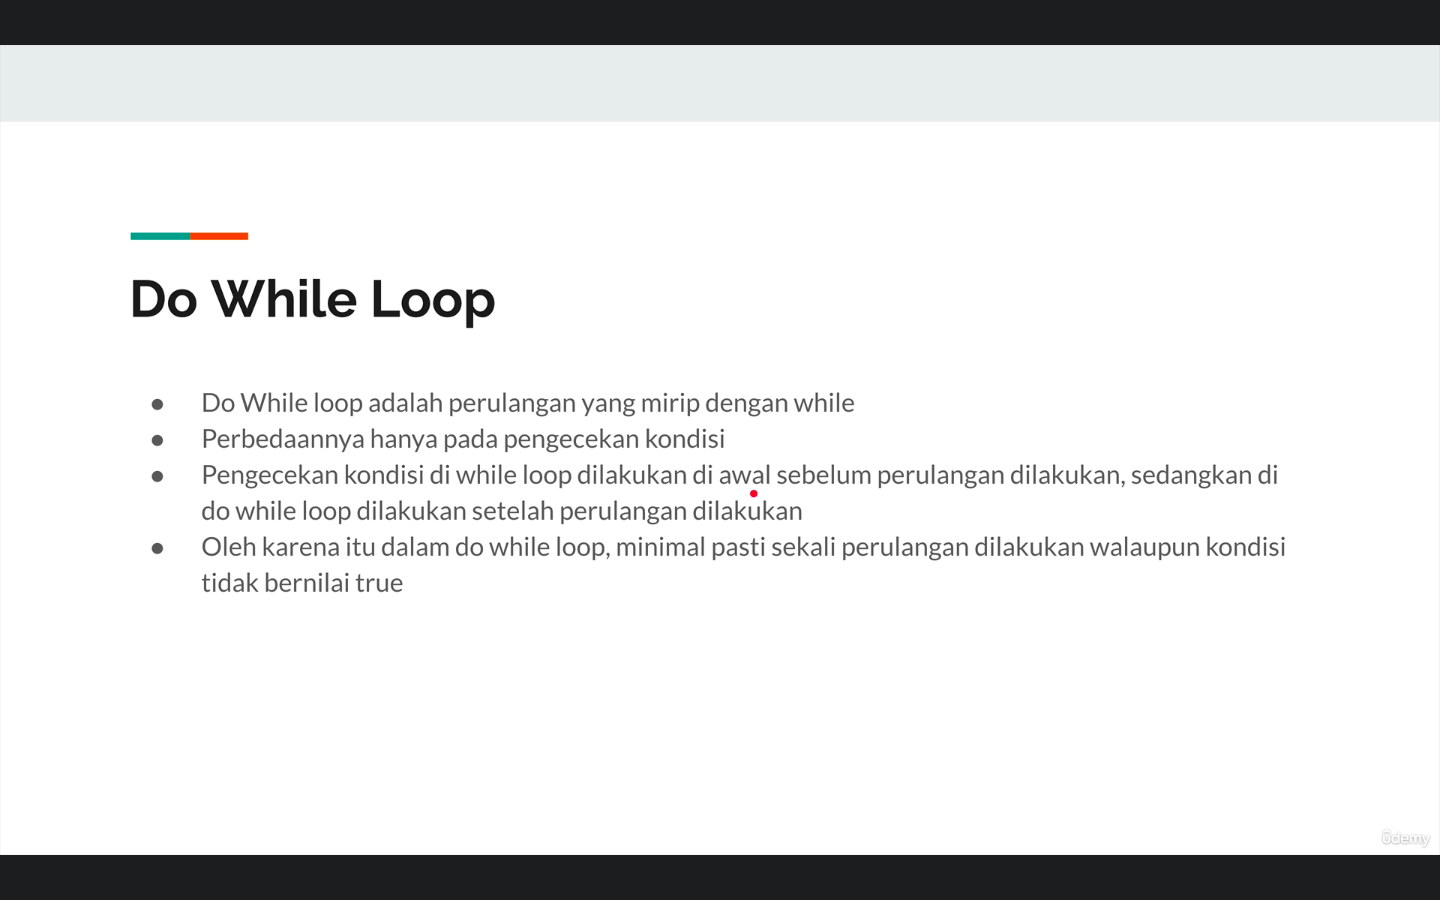 Do While Loop
● Do While loop adalah perulangan yang mirip dengan while
● Perbedaannya hanya pada pengecekan kondisi
● Pengecekan kondisi di while loop dilakukan di awal sebelum perulangan dilakukan, sedangkan di
do while loop dilakukan setelah perulangan dilakukan
● Oleh karena itu dalam do while loop, minimal pasti sekali perulangan dilakukan walaupun kondisi
tidak bernilai true
ûdemy